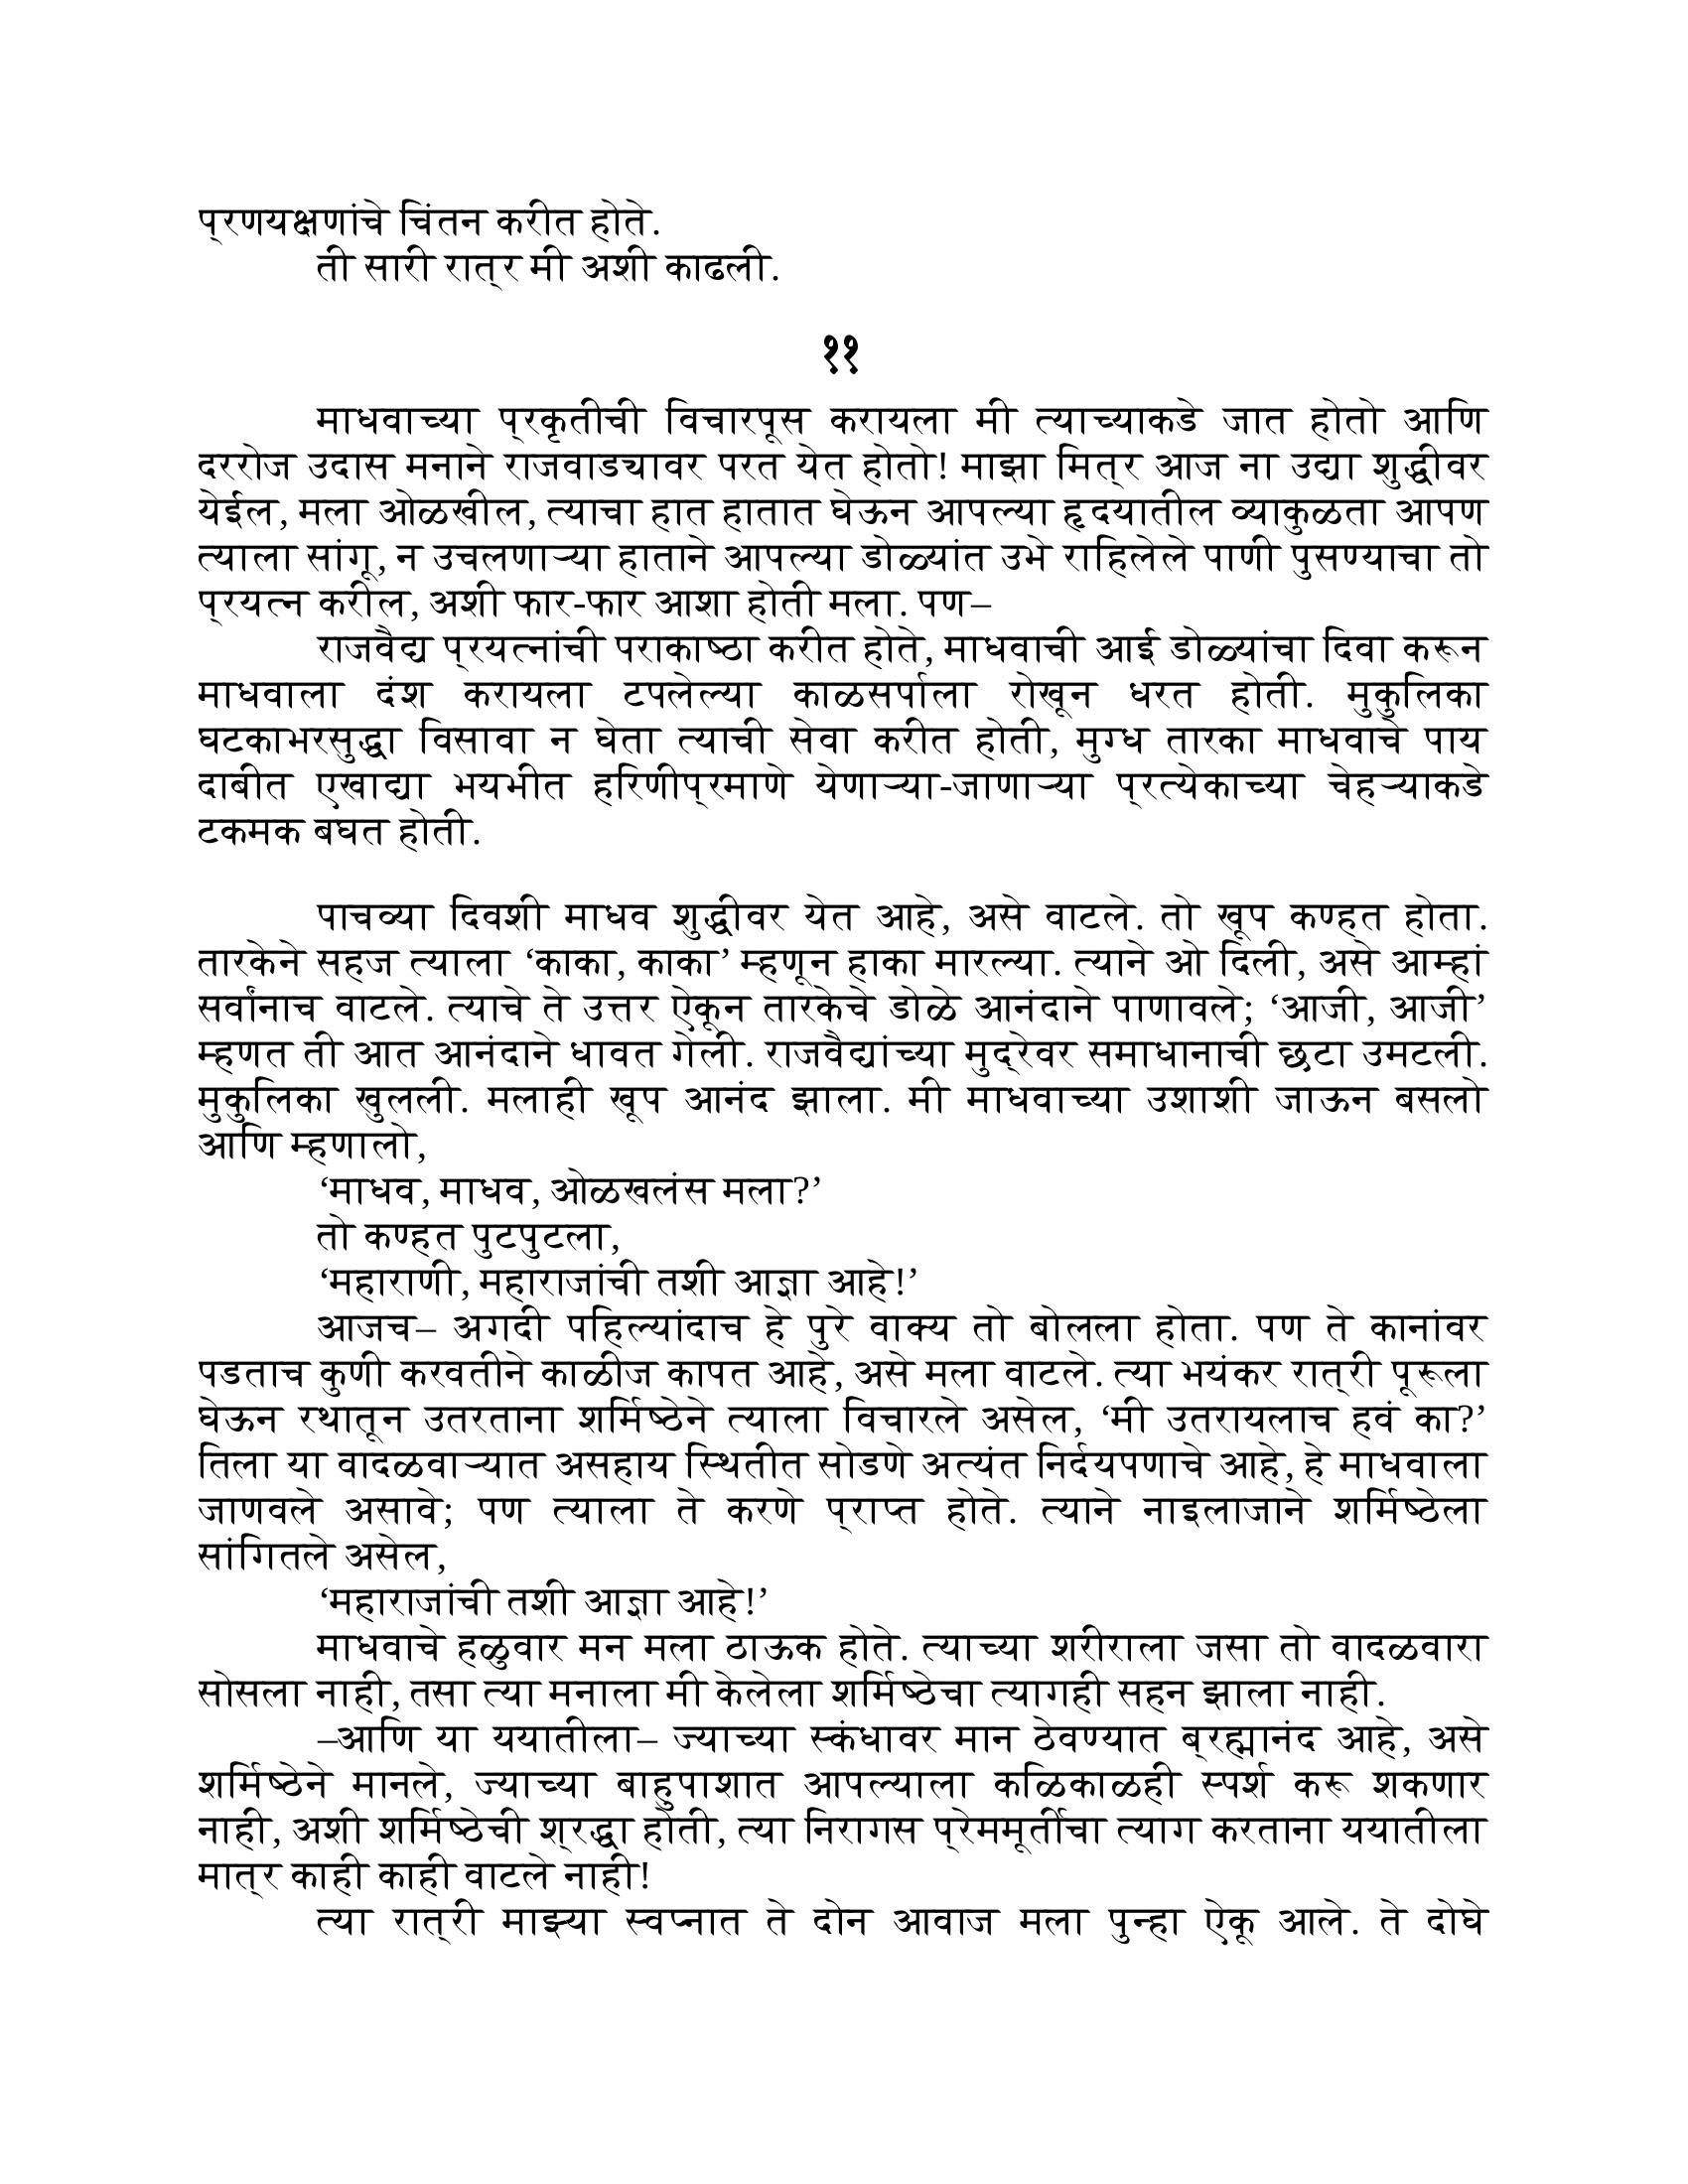 प्रणयक्षणांचे चिंतन करीत होते.
ती सारी रात्र मी अशी काढली.
११
माधवाच्या प्रकृतीची विचारपूस करायला मी त्याच्याकडे जात होतो आणि
दररोज उदास मनाने राजवाड्यावर परत येत होतो! माझा मित्र आज ना उद्या शुद्धीवर
येईल, मला ओळखील, त्याचा हात हातात घेऊन आपल्या हृदयातील व्याकुळता आपण
त्याला सांगू, न उचलणाऱ्या हाताने आपल्या डोळ्यांत उभे राहिलेले पाणी पुसण्याचा तो
प्रयत्न करील, अशी फार-फार आशा होती मला. पण–
राजवैद्य प्रयत्नांची पराकाष्ठा करीत होते, माधवाची आई डोळ्यांचा दिवा करून
माधवाला दंश करायला टपलेल्या काळसर्पाला रोखून धरत होती. मुकुलिका
घटकाभरसुद्धा विसावा न घेता त्याची सेवा करीत होती, मुग्ध तारका माधवाचे पाय
दाबीत एखाद्या भयभीत हरिणीप्रमाणे येणाऱ्या-जाणाऱ्या प्रत्येकाच्या चेहऱ्याकडे
टकमक बघत होती.
पाचव्या दिवशी माधव शुद्धीवर येत आहे, असे वाटले. तो खूप कण्हत होता.
तारकेने सहज त्याला ‘काका, काका’ म्हणून हाका मारल्या. त्याने ओ दिली, असे आम्हां
सर्वांनाच वाटले. त्याचे ते उत्तर ऐकून तारकेचे डोळे आनंदाने पाणावले; ‘आजी, आजी’
म्हणत ती आत आनंदाने धावत गेली. राजवैद्यांच्या मुद्रेवर समाधानाची छटा उमटली.
मुकुलिका खुलली. मलाही खूप आनंद झाला. मी माधवाच्या उशाशी जाऊन बसलो
आणि म्हणालो,
‘माधव, माधव, ओळखलंस मला?’
तो कण्हत पुटपुटला,
‘महाराणी, महाराजांची तशी आज्ञा आहे!’
आजच– अगदी पहिल्यांदाच हे पुरे वाक्य तो बोलला होता. पण ते कानांवर
पडताच कुणी करवतीने काळीज कापत आहे, असे मला वाटले. त्या भयंकर रात्री पूरूला
घेऊन रथातून उतरताना शर्मिष्ठेने त्याला विचारले असेल, ‘मी उतरायलाच हवं का?’
तिला या वादळवाऱ्यात असहाय स्थितीत सोडणे अत्यंत निर्दयपणाचे आहे, हे माधवाला
जाणवले असावे; पण त्याला ते करणे प्राप्त होते. त्याने नाइलाजाने शर्मिष्ठेला
सांगितले असेल,
‘महाराजांची तशी आज्ञा आहे!’
माधवाचे हळुवार मन मला ठाऊक होते. त्याच्या शरीराला जसा तो वादळवारा
सोसला नाही, तसा त्या मनाला मी केलेला शर्मिष्ठेचा त्यागही सहन झाला नाही.
–आणि या ययातीला– ज्याच्या स्कंधावर मान ठेवण्यात ब्रह्मानंद आहे, असे
शर्मिष्ठेने मानले, ज्याच्या बाहुपाशात आपल्याला कळिकाळही स्पर्श करू शकणार
नाही, अशी शर्मिष्ठेची श्रद्धा होती, त्या निरागस प्रेममूर्तीचा त्याग करताना ययातीला
मात्र काही काही वाटले नाही!
त्या रात्री माझ्या स्वप्नात ते दोन आवाज मला पुन्हा ऐकू आले. ते दोघे